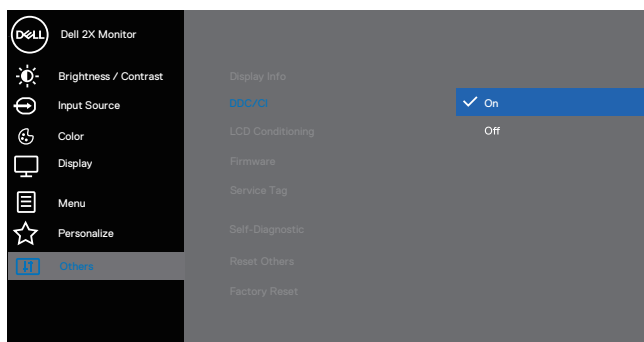 DELL
Dell 2X Monitor
Brightness / Contrast
Input Source
Color
Display
Menu
Personalize
Others
Display Info
DDC/CI
LCD Conditioning
Firmware
Service Tag
Self-Diagnostic
Reset Others
Factory Reset
On
Off